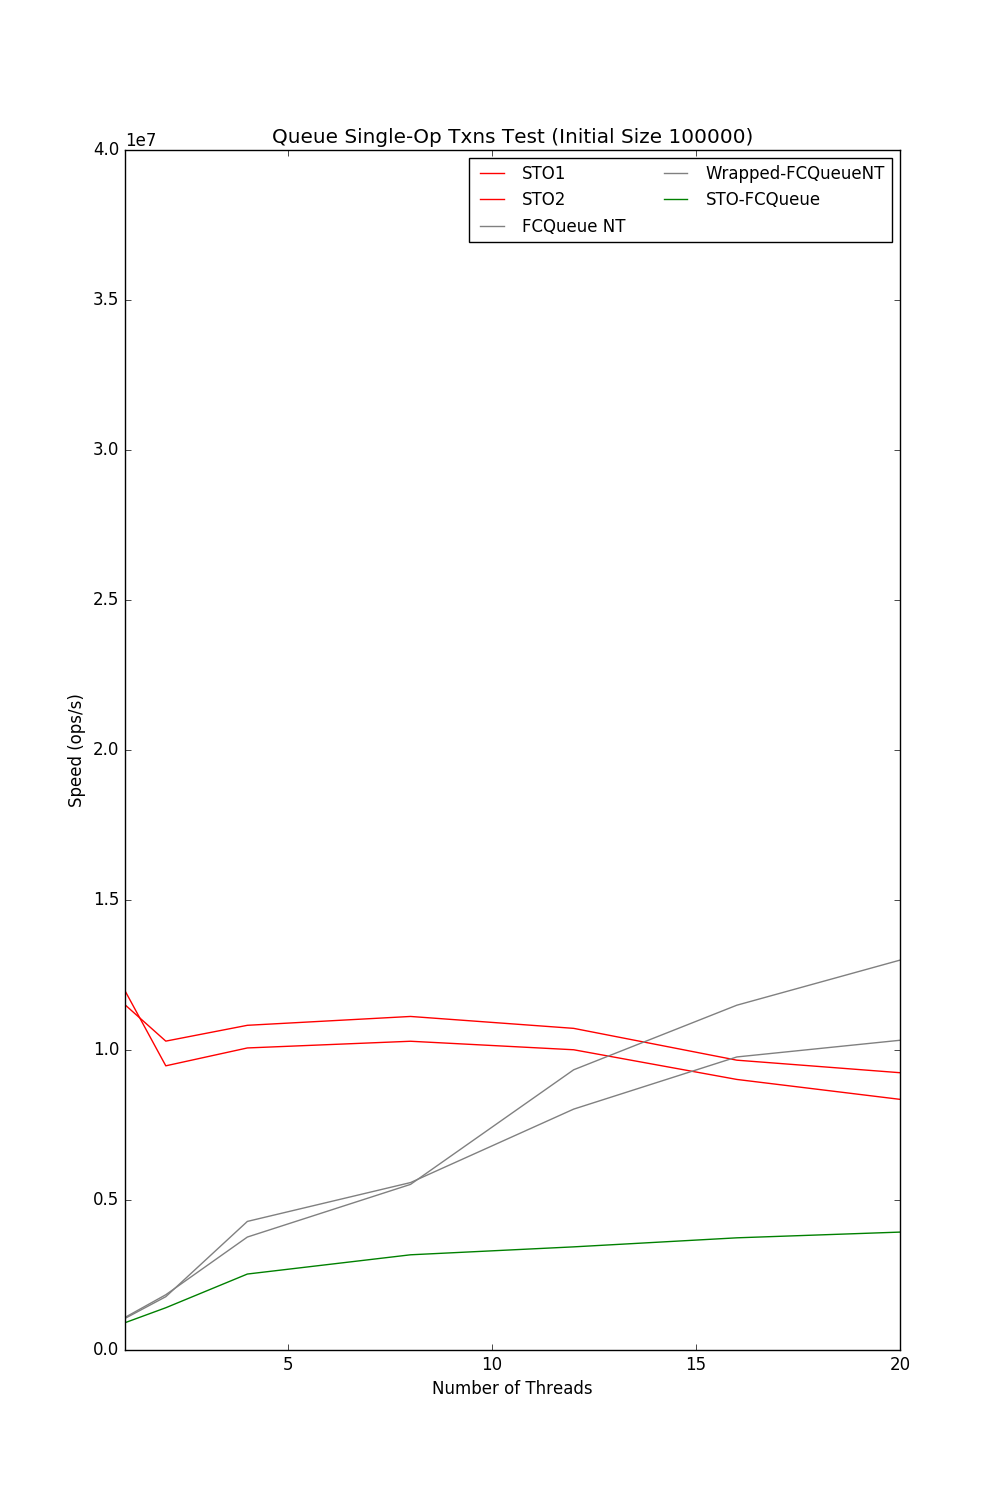 Queue Single-Op Txns Test (Initial Size 100000)
1e7
STO1
STO2
FCQueue NT
Wrapped-FCQueueNT
STO-FCQueue
4.0
3.5
3.0
2.5
2.0
1.5
1.0
0.5
0.0
Speed (ops/s)
5 10 15 20
Number of Threads